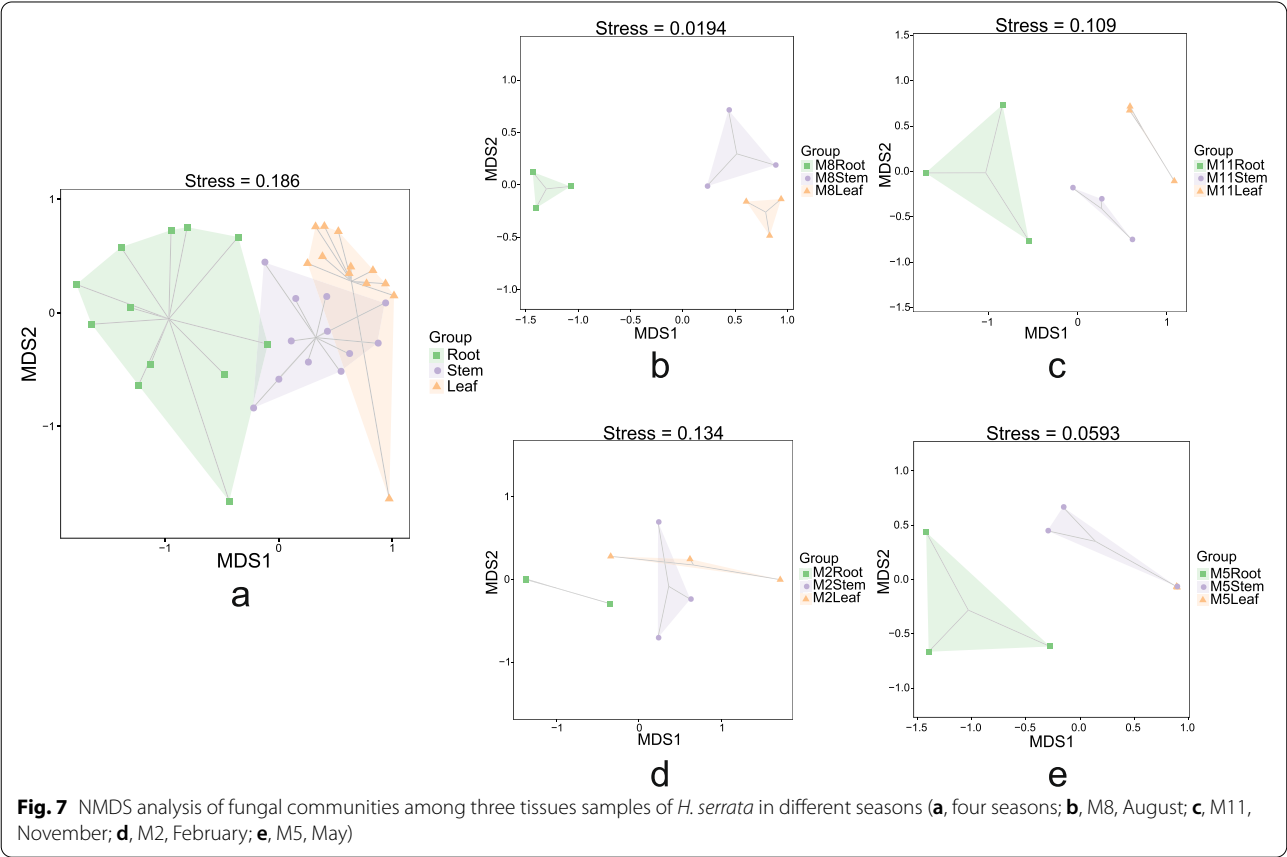 Stress = 0.186
1
0
−1
MDS2
−1
0
1
MDS1
Group
Root
Stem
Leaf
a
Stress = 0.0194
1.0
0.5
0.0
−0.5
−1.0
MDS2
−1.5 −1.0 −0.5 0.0 0.5 1.0
MDS1
Group
M8Root
M8Stem
M8Leaf
b
Stress = 0.109
1.5
1.0
0.5
0.0
−0.5
−1.0
−1.5
MDS2
−1 0 1
MDS1
Group
M11Root
M11Stem
M11Leaf
c
Stress = 0.134
1
0
−1
MDS2
−1 0 1
MDS1
Group
M2Root
M2Stem
M2Leaf
d
Stress = 0.0593
1.0
0.5
0.0
−0.5
−1.0
MDS2
−1.5 −1.0 −0.5 0.0 0.5 1.0
MDS1
Group
M5Root
M5Stem
M5Leaf
e
Fig. 7 NMDS analysis of fungal communities among three tissues samples of H. serrata in different seasons (a, four seasons; b, M8, August; c, M11,
November; d, M2, February; e, M5, May)